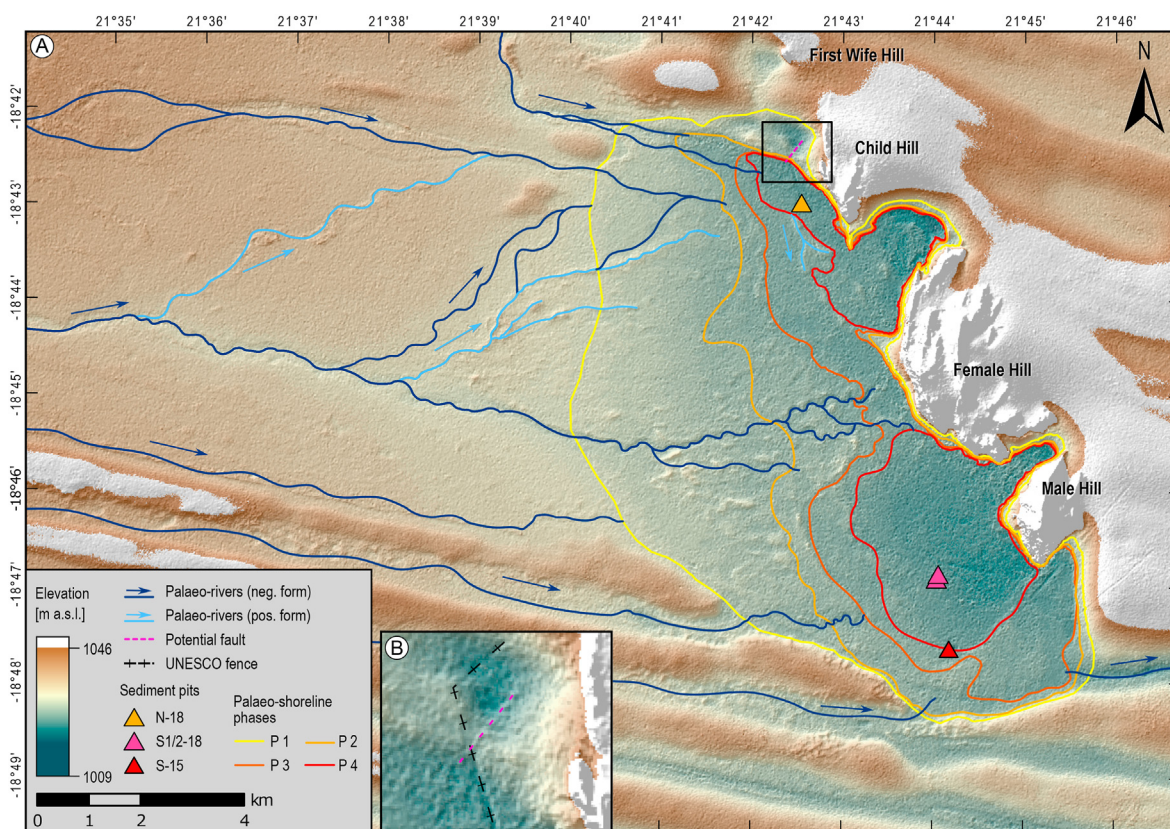 A
21°35'
21°36'
21°37'
21°38'
21°39'
21°40'
21°41'
21°42'
21°43'
21°44'
21°45'
21°46'
-18°42'
-18°43'
-18°44'
-18°45'
-18°46'
-18°47'
-18°48'
-18°49'
First Wife Hill
N
Child Hill
Female Hill
Male Hill
Elevation
[m a.s.l.]
1046
1009
Palaeo-rivers (neg. form)
Palaeo-rivers (pos. form)
Potential fault
UNESCO fence
Sediment pits
N-18
S1/2-18
S-15
Palaeo-shoreline
phases
P 1
P 2
P 3
P 4
km
0 1 2 4
B